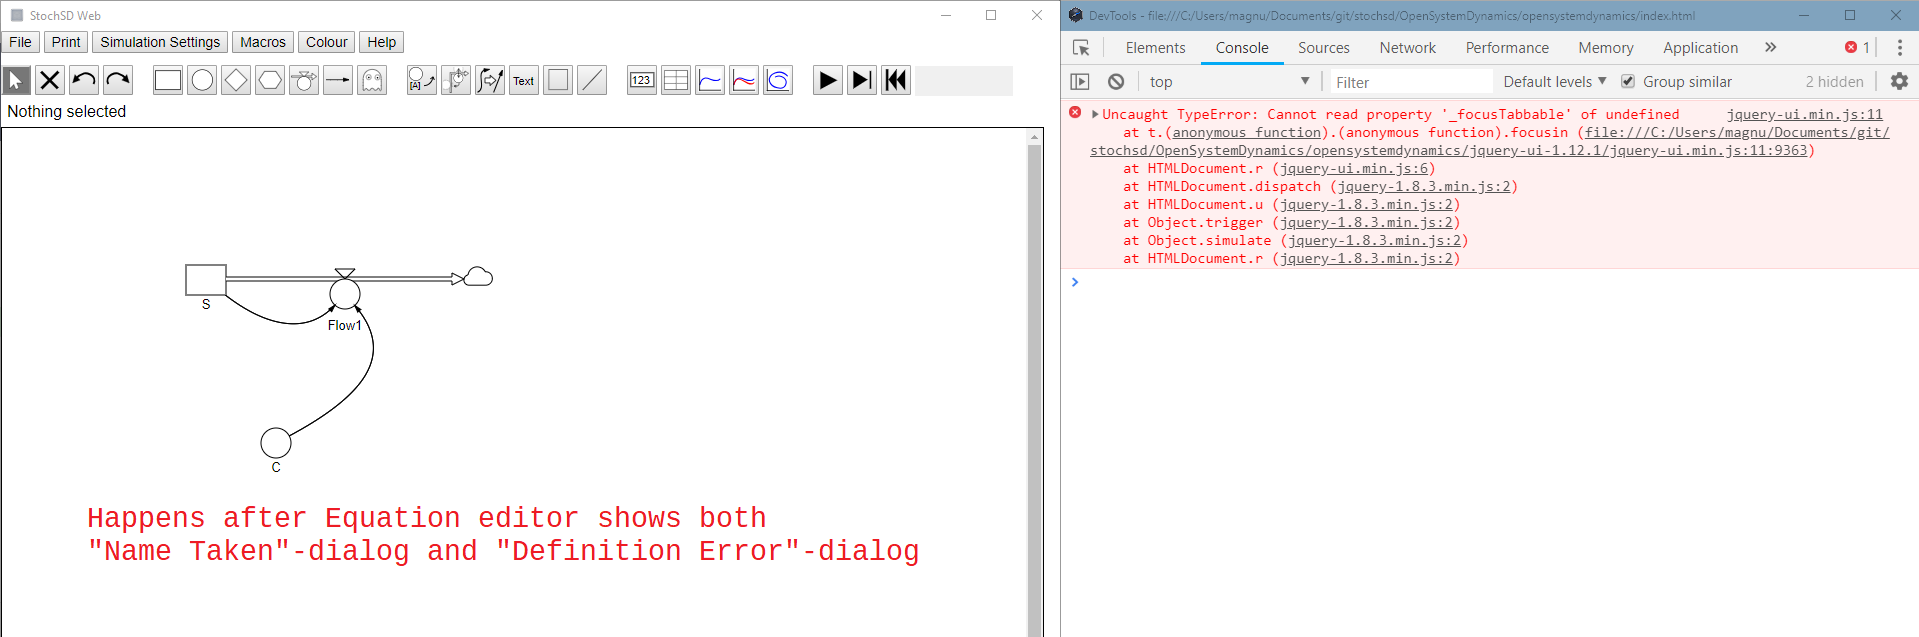 StochSD Web
File Print Simulation Settings Macros Colour Help
[A] Text 123
Nothing selected
S
Flow1
C
Happens after Equation editor shows both
"Name Taken"-dialog and "Definition Error"-dialog
DevTools - file:///C:/Users/magnu/Documents/git/stochsd/OpenSystemDynamics/opensystemdynamics/index.html
Elements Console Sources Network Performance Memory Application » 1
top Filter Default levels Group similar 2 hidden
Uncaught TypeError: Cannot read property '_focusTabbable' of undefined jquery-ui.min.js:11
at t.(anonymous function).(anonymous function).focusin (file:///C:/Users/magnu/Documents/git/
stochsd/OpenSystemDynamics/opensystemdynamics/jquery-ui-1.12.1/jquery-ui.min.js:11:9363)
at HTMLDocument.r (jquery-ui.min.js:6)
at HTMLDocument.dispatch (jquery-1.8.3.min.js:2)
at HTMLDocument.u (jquery-1.8.3.min.js:2)
at Object.trigger (jquery-1.8.3.min.js:2)
at Object.simulate (jquery-1.8.3.min.js:2)
at HTMLDocument.r (jquery-1.8.3.min.js:2)